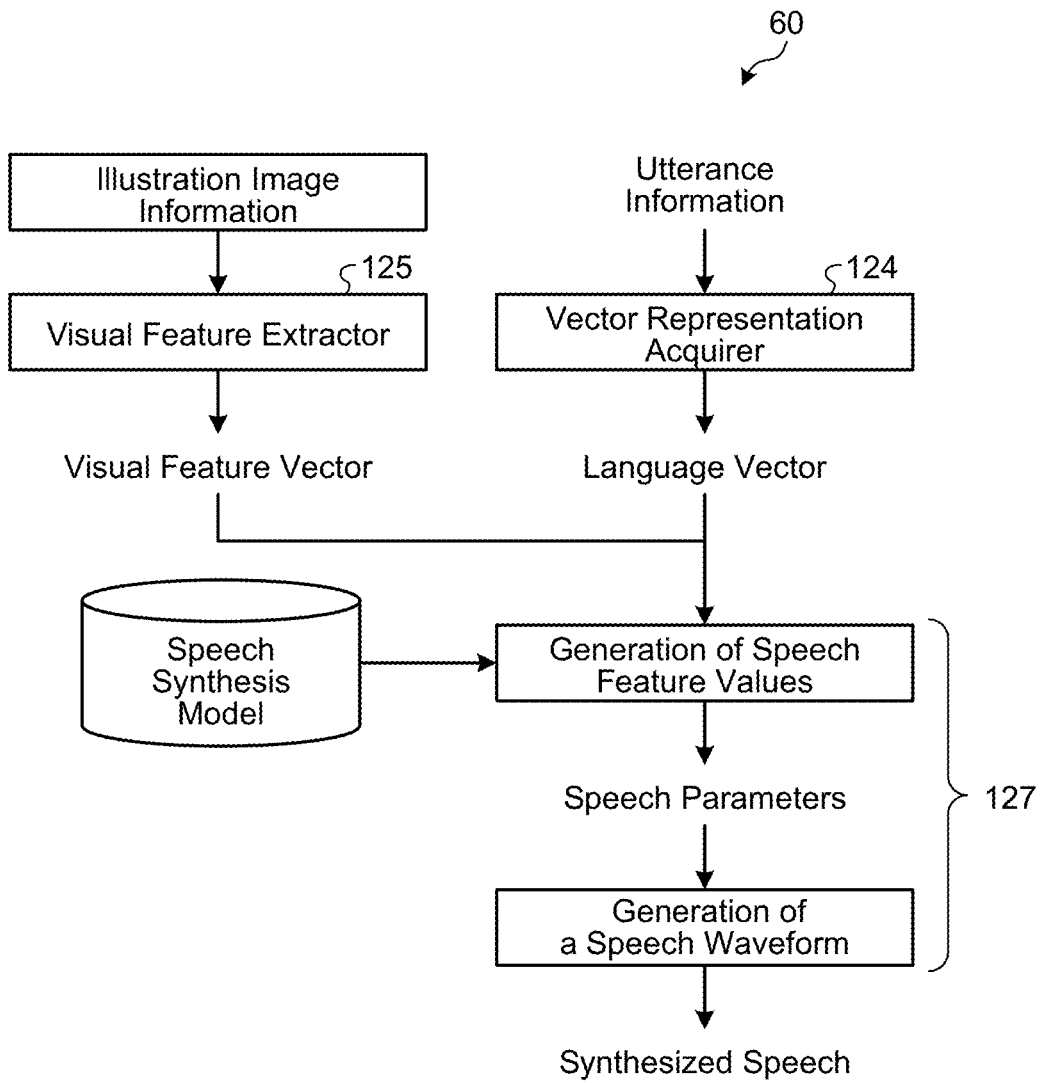 60
Illustration Image
Information
Utterance
Information
125
124
Visual Feature Extractor
Vector Representation
Acquirer
Visual Feature Vector
Language Vector
Speech
Synthesis
Model
Generation of Speech
Feature Values
Speech Parameters
127
Generation of
a Speech Waveform
Synthesized Speech